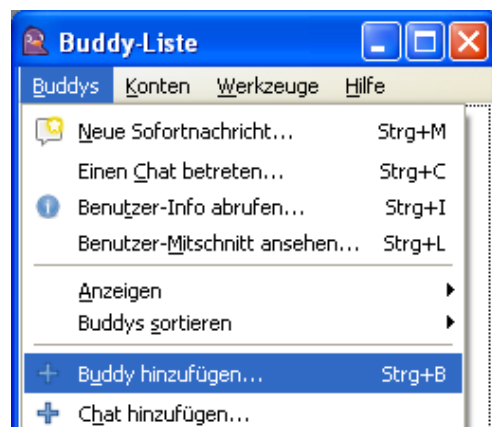 Buddy-Liste
Buddys Konten Werkzeuge Hilfe
Neue Sofortnachricht... Strg+M
Einen Chat betreten... Strg+C
Benutzer-Info abrufen... Strg+I
Benutzer-Mitschnitt ansehen... Strg+L
Anzeigen
Buddys sortieren
Buddy hinzufügen... Strg+B
Chat hinzufügen...